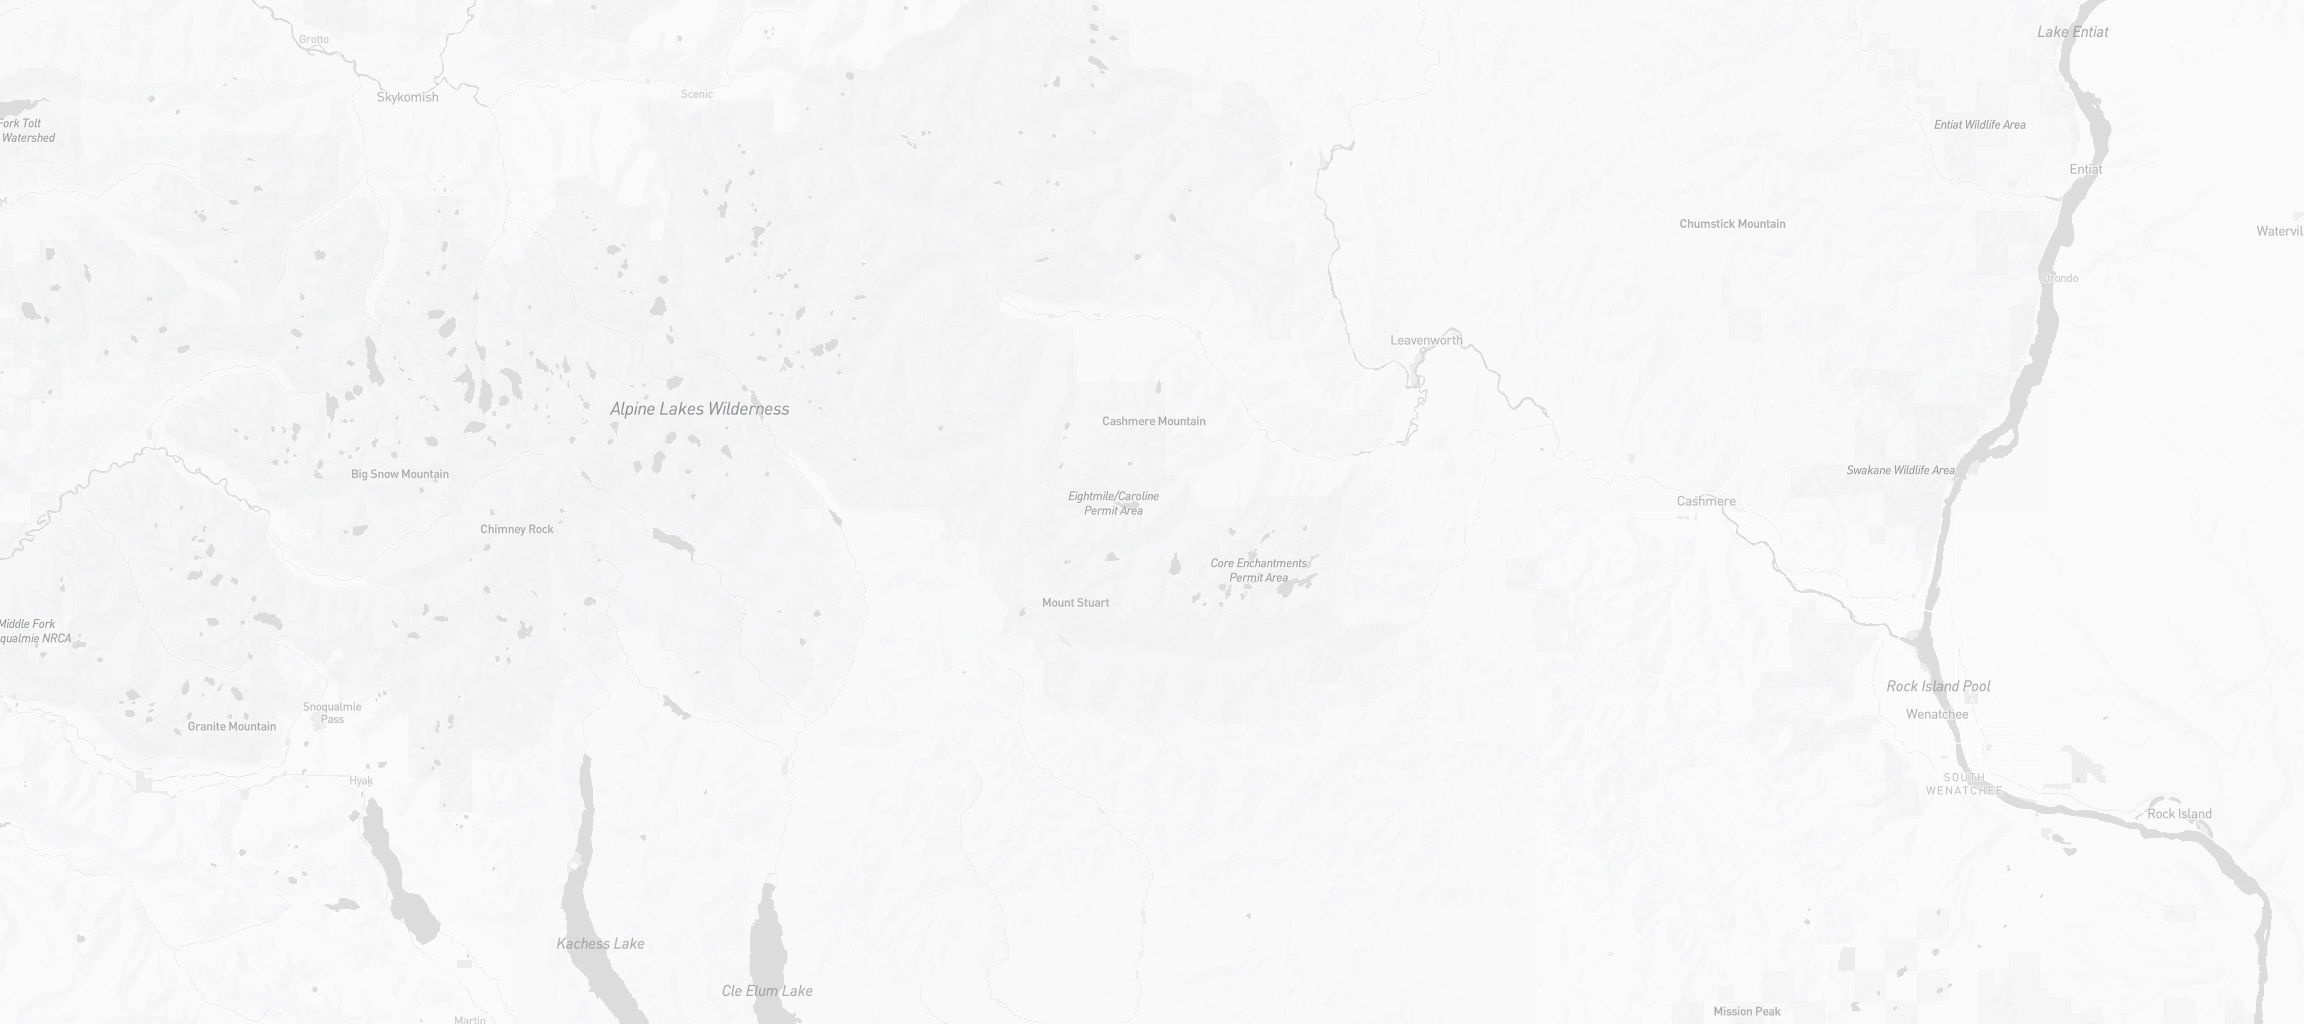 Lake Entiat
Grotto
Skykomish
Scenic
Fork Tolt
Watershed
Entiat Wildlife Area
Entiat
Chumstick Mountain
Watervil
Orondo
Leavenworth
Alpine Lakes Wilderness
Cashmere Mountain
Big Snow Mountain
Swakane Wildlife Area
Eightmile/Caroline
Permit Area
Cashmere
Chimney Rock
Core Enchantments
Permit Area
Mount Stuart
Middle Fork
qualmie NRCA
Rock Island Pool
Snoqualmie
Pass
Wenatchee
Granite Mountain
Hyak
SOUTH
WENATCHEE
Rock Island
Kachess Lake
Cle Elum Lake
Mission Peak
Martin